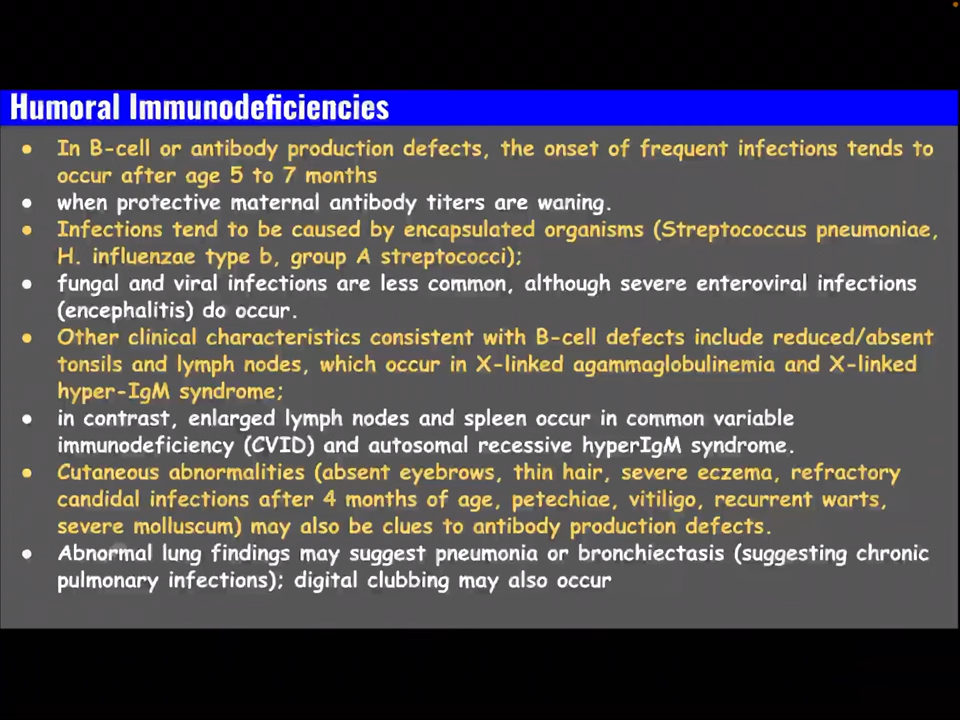 Humoral Immunodeficiencies
● In B-cell or antibody production defects, the onset of frequent infections tends to
occur after age 5 to 7 months
● when protective maternal antibody titers are waning.
● Infections tend to be caused by encapsulated organisms (Streptococcus pneumoniae,
H. influenzae type b, group A streptococci);
● fungal and viral infections are less common, although severe enteroviral infections
(encephalitis) do occur.
● Other clinical characteristics consistent with B-cell defects include reduced/absent
tonsils and lymph nodes, which occur in X-linked agammaglobulinemia and X-linked
hyper-IgM syndrome;
● in contrast, enlarged lymph nodes and spleen occur in common variable
immunodeficiency (CVID) and autosomal recessive hyperIgM syndrome.
● Cutaneous abnormalities (absent eyebrows, thin hair, severe eczema, refractory
candidal infections after 4 months of age, petechiae, vitiligo, recurrent warts,
severe molluscum) may also be clues to antibody production defects.
● Abnormal lung findings may suggest pneumonia or bronchiectasis (suggesting chronic
pulmonary infections); digital clubbing may also occur